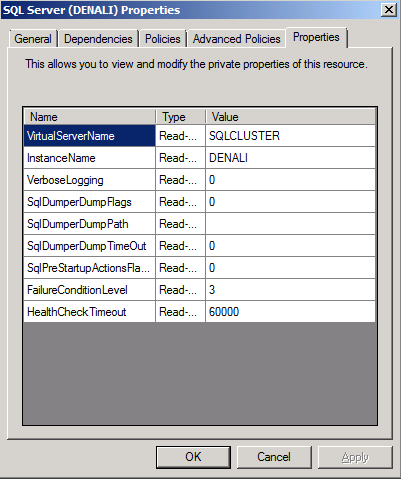 SQL Server (DENALI) Properties
General Dependencies Policies Advanced Policies Properties
This allows you to view and modify the private properties of this resource.
Name Type Value
VirtualServerName Read-... SQLCLUSTER
InstanceName Read-... DENALI
VerboseLogging Read-... 0
SqlDumperDumpFlags Read-... 0
SqlDumperDumpPath Read-...
SqlDumperDumpTimeOut Read-... 0
SqlPreStartupActionsFla... Read-... 0
FailureConditionLevel Read-... 3
HealthCheckTimeout Read-... 60000
OK Cancel Apply